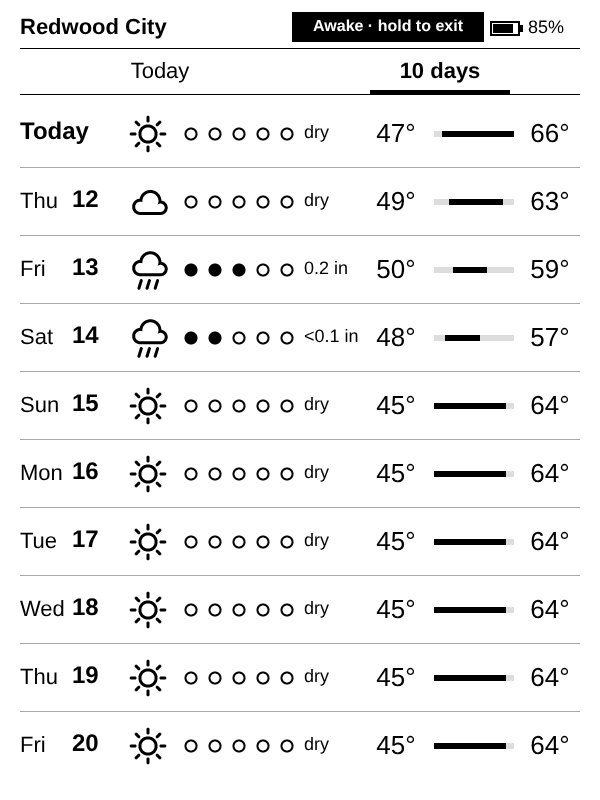 Redwood City Awake · hold to exit 85%
Today 10 days
Today dry 47° 66°
Thu 12 dry 49° 63°
Fri 13 0.2 in 50° 59°
Sat 14 <0.1 in 48° 57°
Sun 15 dry 45° 64°
Mon 16 dry 45° 64°
Tue 17 dry 45° 64°
Wed 18 dry 45° 64°
Thu 19 dry 45° 64°
Fri 20 dry 45° 64°